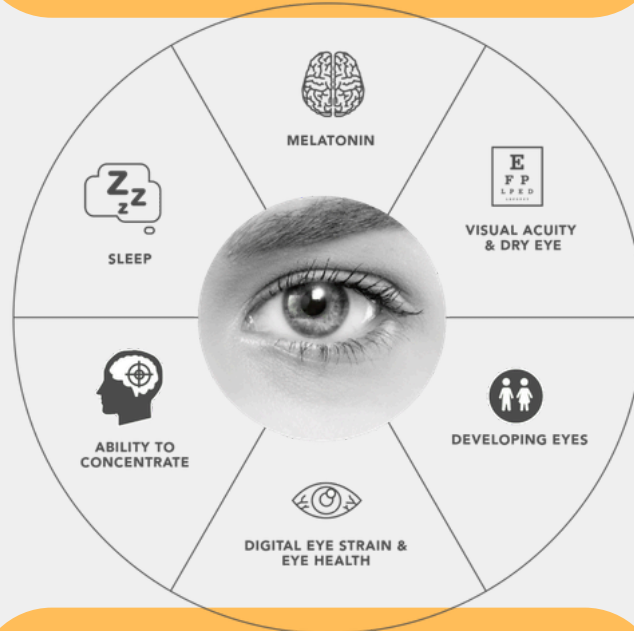 MELATONIN
E
F P
L P E D
VISUAL ACUITY
& DRY EYE
DEVELOPING EYES
DIGITAL EYE STRAIN &
EYE HEALTH
ABILITY TO
CONCENTRATE
Z Z
Z
SLEEP